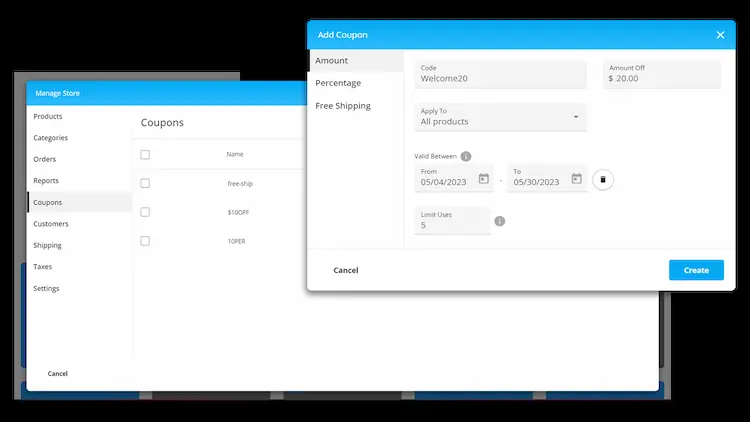 Add Coupon
Amount
Percentage
Free Shipping
Code
Welcome20
Amount Off
$ 20.00
Apply To
All products
Valid Between
From
05/04/2023
-
To
05/30/2023
Limit Uses
5
Cancel
Create
Manage Store
Products
Categories
Orders
Reports
Coupons
Customers
Shipping
Taxes
Settings
Coupons
Name
free-ship
$10OFF
10PER
Cancel